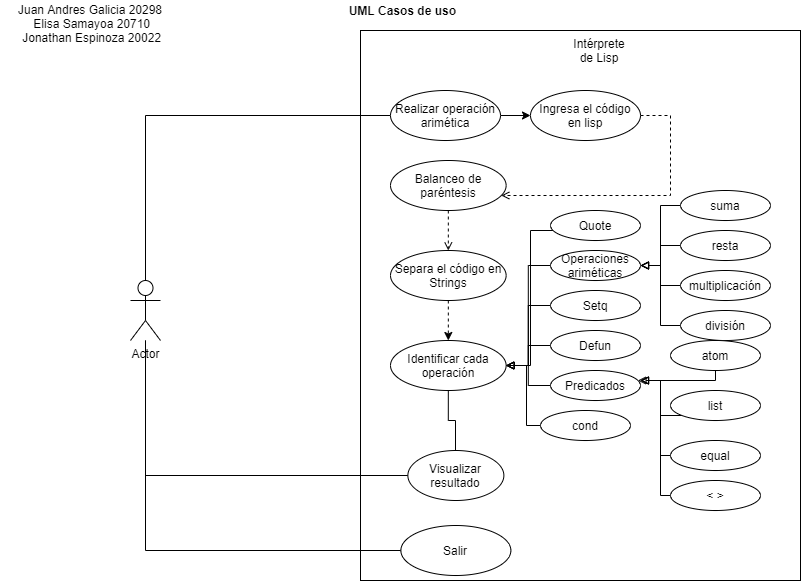 Juan Andres Galicia 20298
Elisa Samayoa 20710
Jonathan Espinoza 20022
UML Casos de uso
Intérprete
de Lisp
Realizar operación
arimética
Ingresa el código
en lisp
Balanceo de
paréntesis
Separa el código en
Strings
Identificar cada
operación
Quote
Operaciones
ariméticas
Setq
Defun
Predicados
cond
suma
resta
multiplicación
división
atom
list
equal
< >
Actor
Visualizar
resultado
Salir